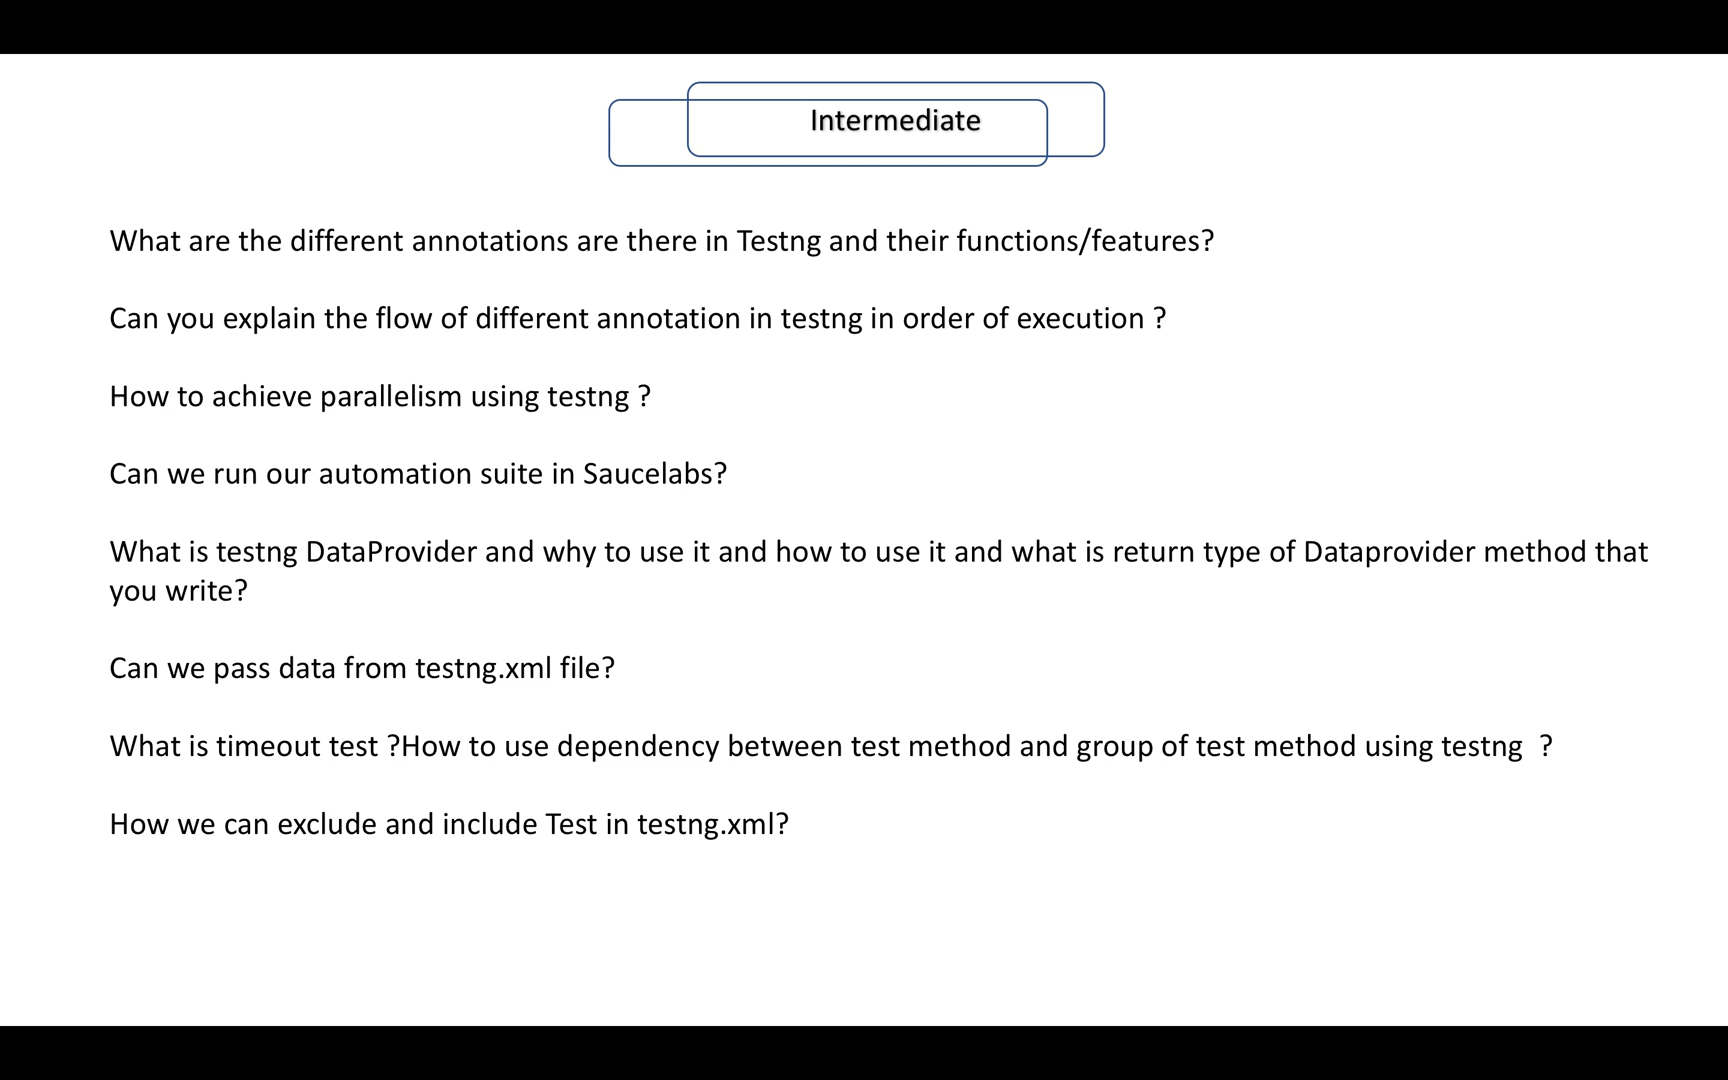 Intermediate
What are the different annotations are there in Testng and their functions/features?
Can you explain the flow of different annotation in testng in order of execution ?
How to achieve parallelism using testng ?
Can we run our automation suite in Saucelabs?
What is testng DataProvider and why to use it and how to use it and what is return type of Dataprovider method that
you write?
Can we pass data from testng.xml file?
What is timeout test ?How to use dependency between test method and group of test method using testng  ?
How we can exclude and include Test in testng.xml?